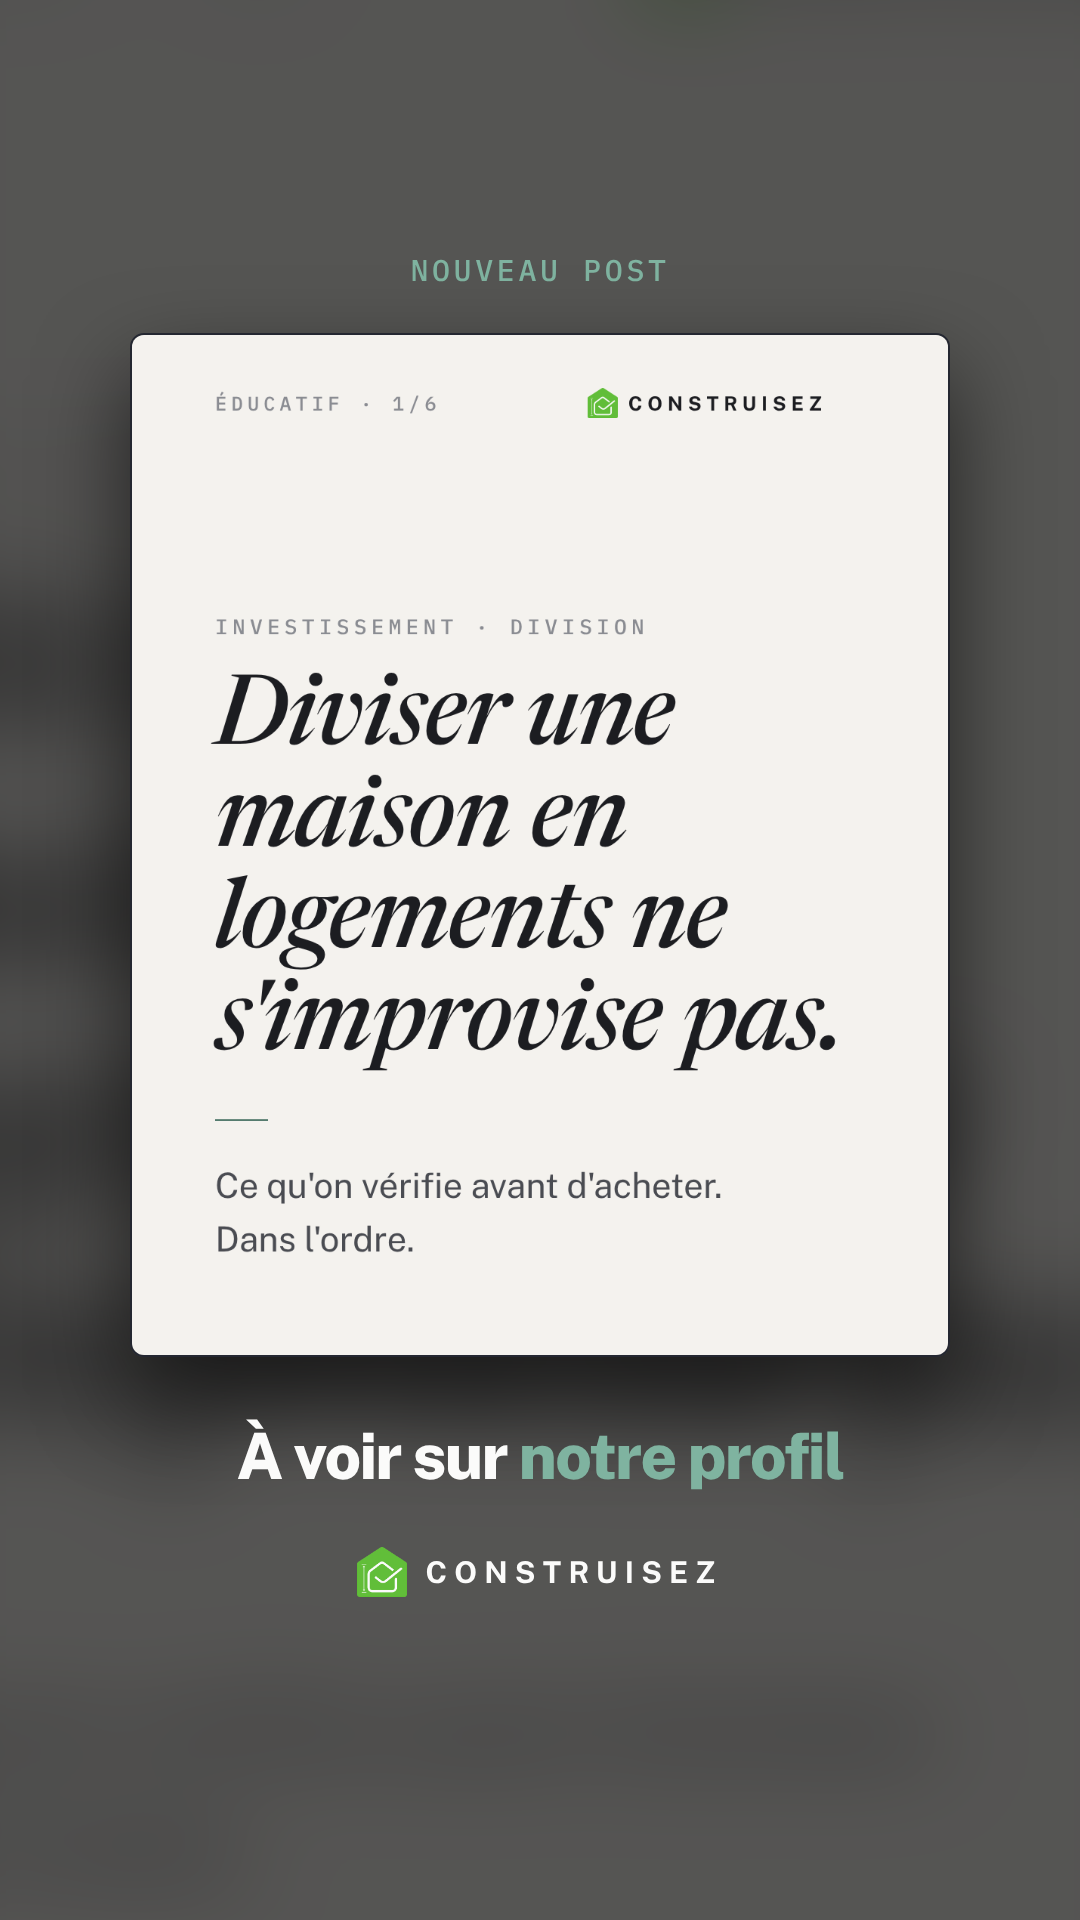 NOUVEAU POST
ÉDUCATIF · 1/6
CONSTRUISEZ
INVESTISSEMENT · DIVISION
Diviser une
maison en
logements ne
s'improvise pas.
Ce qu'on vérifie avant d'acheter.
Dans l'ordre.
À voir sur notre profil
CONSTRUISEZ